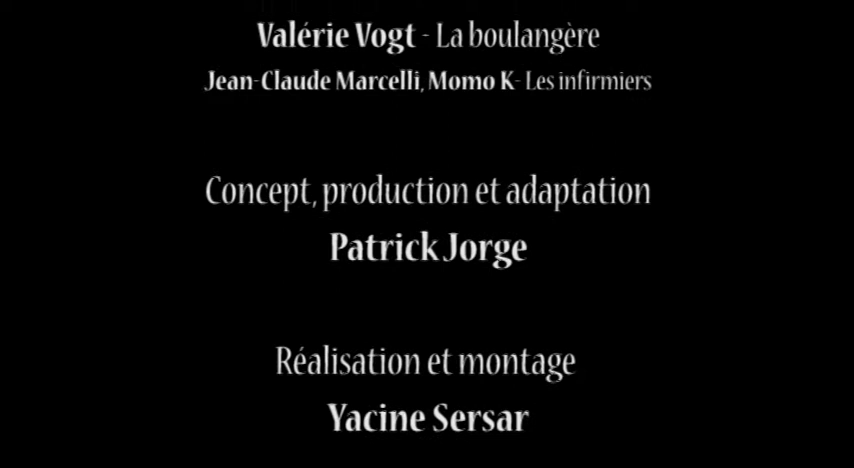 Valérie Vogt - La boulangère
Jean-Claude Marcelli, Momo K- Les infirmiers
Concept, production et adaptation
Patrick Jorge
Réalisation et montage
Yacine Sersar